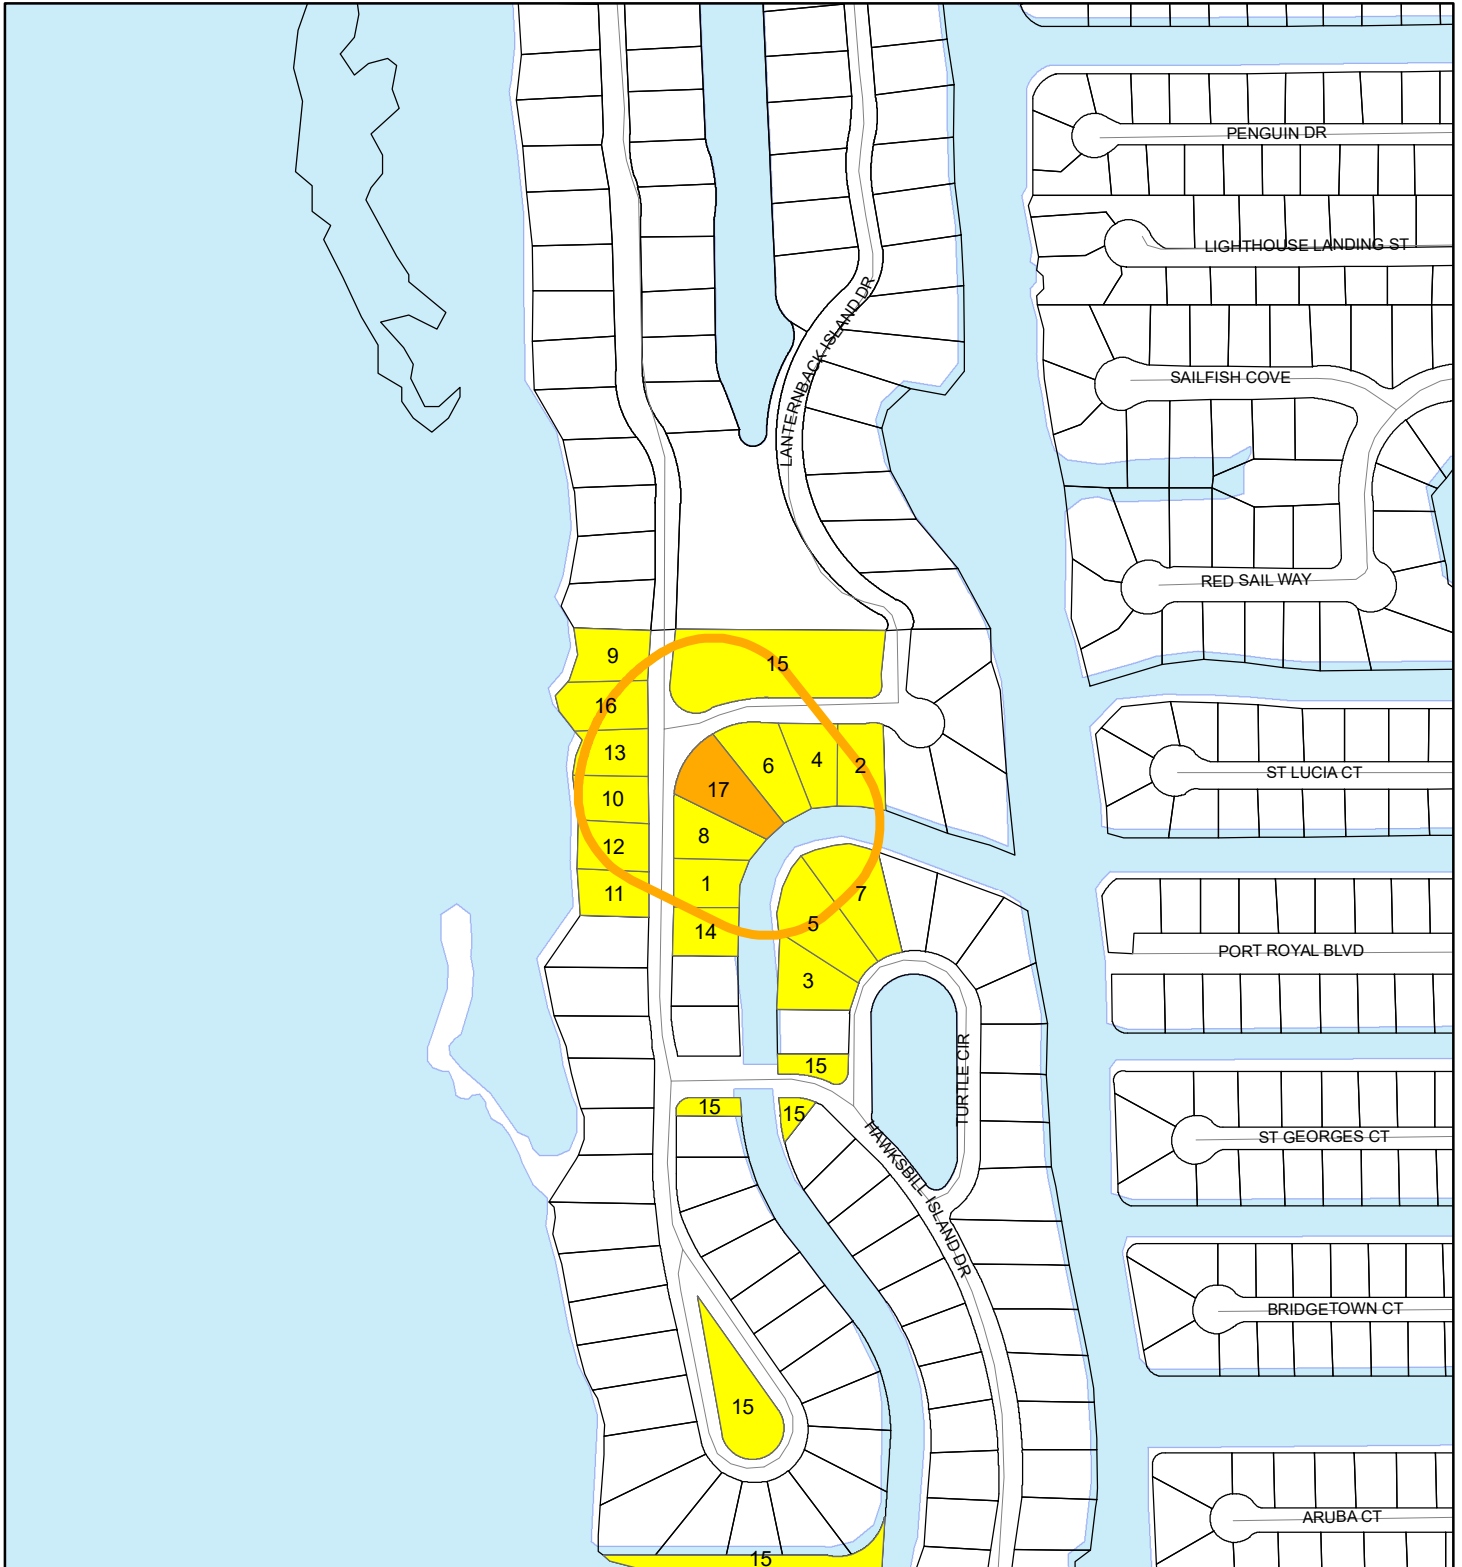 PENGUIN DR
LIGHTHOUSE LANDING ST
LANTERNBACK ISLAND DR
SAILFISH COVE
RED SAIL WAY
9
15
16
13
6
4
2
ST LUCIA CT
17
10
8
12
1
11
7
5
14
PORT ROYAL BLVD
3
15
TURTLE CIR
15
15
HAWKSBILL ISLAND DR
ST GEORGES CT
BRIDGETOWN CT
15
ARUBA CT
15